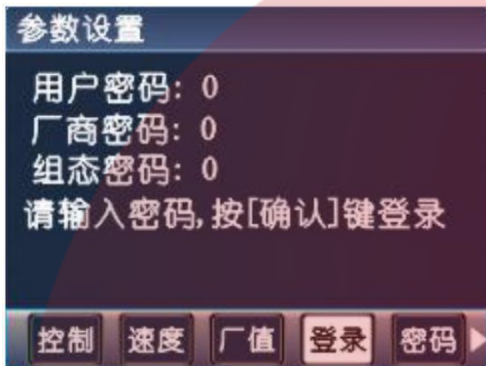 参数设置
用户密码: 0
厂商密码: 0
组态密码: 0
请输入密码,按[确认]键登录
控制 速度 厂值 登录 密码